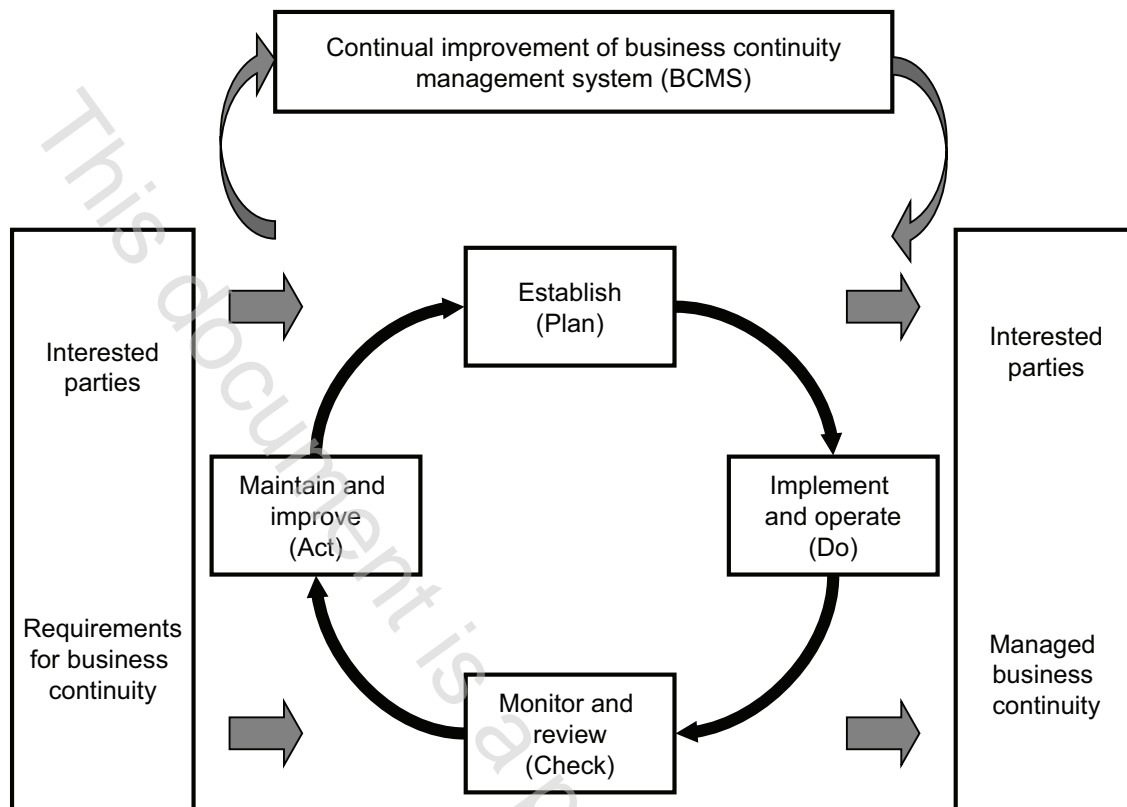 Continual improvement of business continuity
management system (BCMS)
Establish
(Plan)
Interested
parties
Interested
parties
Maintain and
improve
(Act)
Implement
and operate
(Do)
Requirements
for business
continuity
Managed
business
continuity
Monitor and
review
(Check)
This document is a p